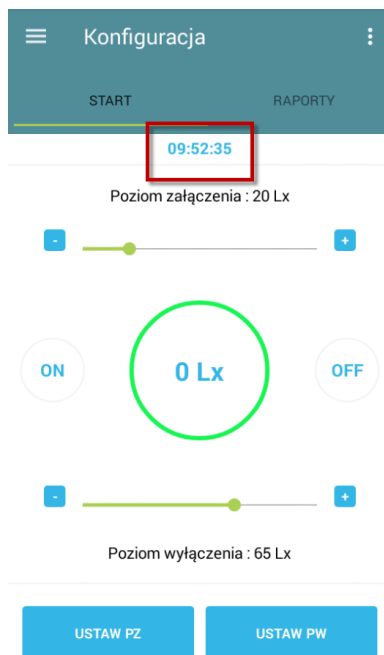 Konfiguracja
START RAPORTY
09:52:35
Poziom załączenia : 20 Lx
- +
ON 0 Lx OFF
- +
Poziom wyłączenia : 65 Lx
USTAW PZ USTAW PW